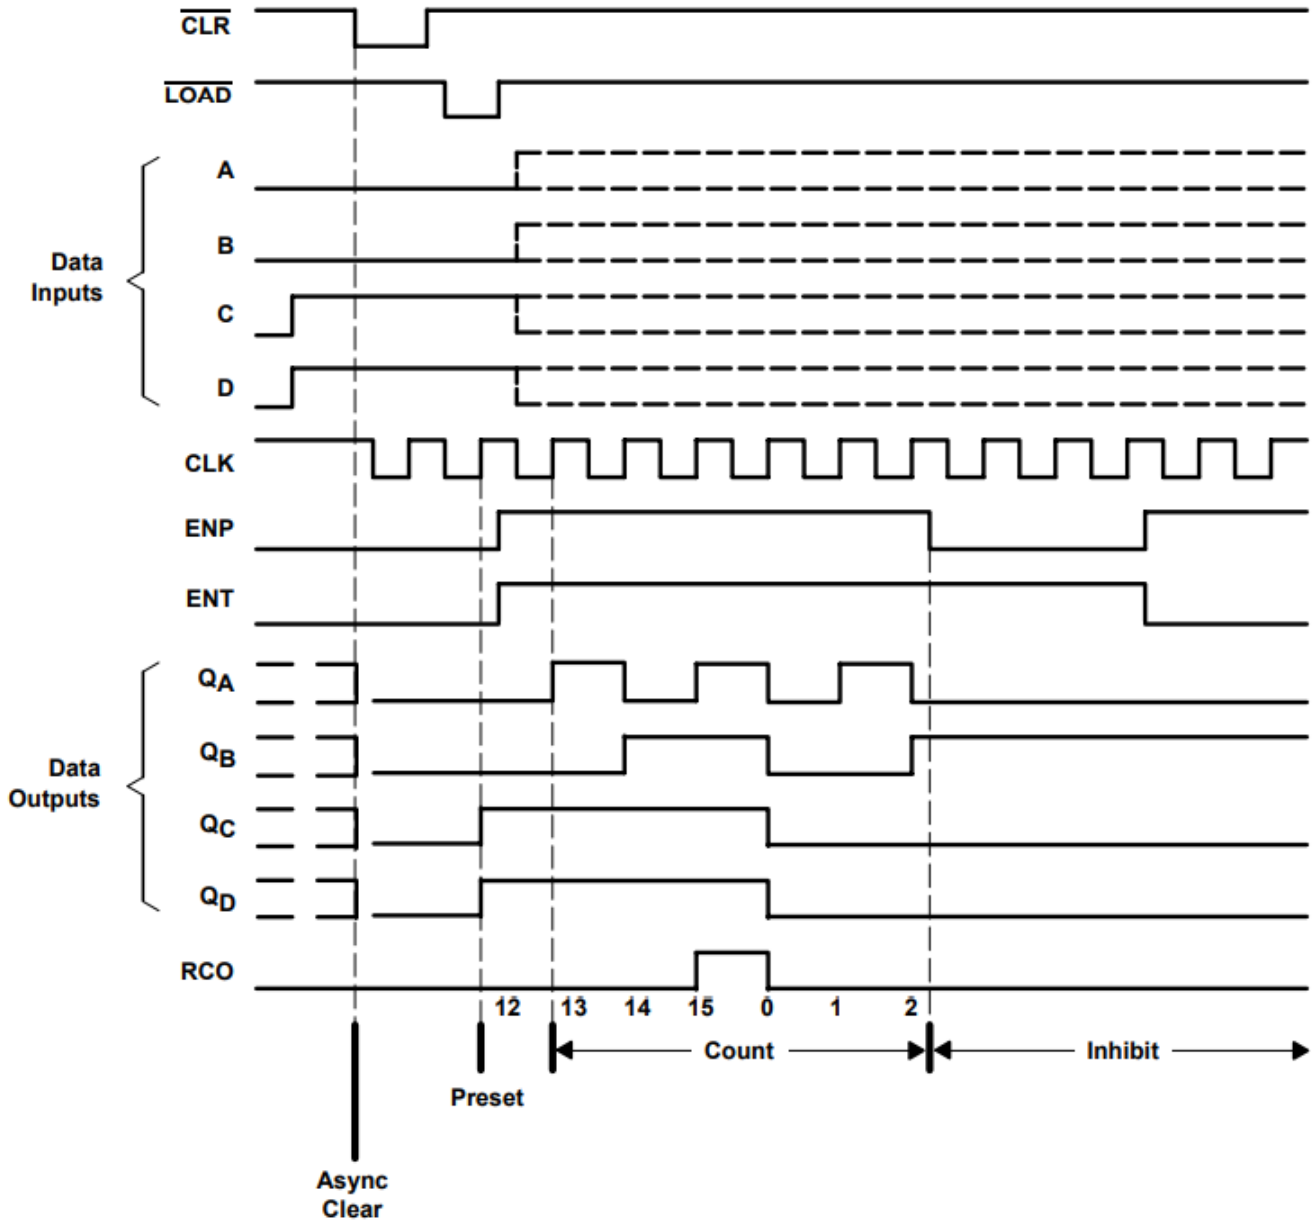 CLR
LOAD
A
B
Data
Inputs
C
D
CLK
ENP
ENT
QA
QB
Data
Outputs
QC
QD
RCO
12 13 14 15 0 1 2
Count Inhibit
Preset
Async
Clear